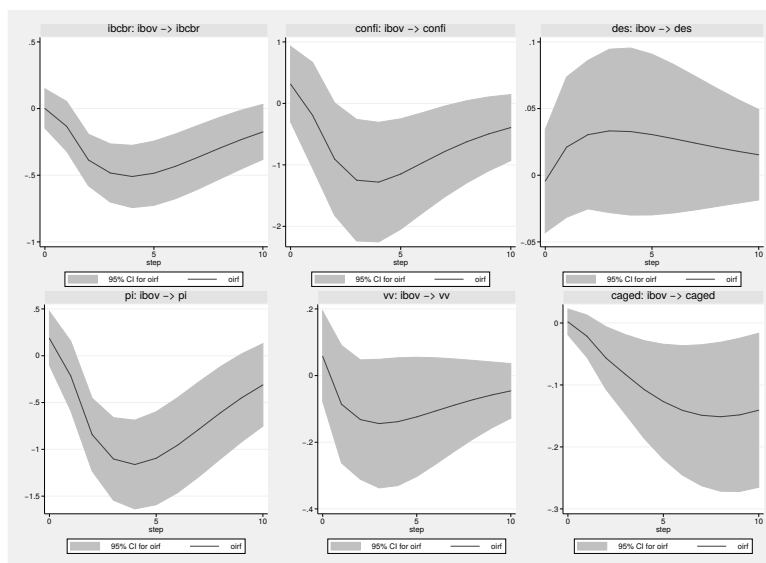 ibcbr: ibov −> ibcbr
.5
0
−.5
−1
0 5 10
step
95% CI for oirf oirf
confi: ibov −> confi
1
0
−1
−2
0 5 10
step
95% CI for oirf oirf
des: ibov −> des
.1
.05
0
−.05
0 5 10
step
95% CI for oirf oirf
pi: ibov −> pi
.5
0
−.5
−1
−1.5
0 5 10
step
95% CI for oirf oirf
vv: ibov −> vv
.2
0
−.2
−.4
0 5 10
step
95% CI for oirf oirf
caged: ibov −> caged
0
−.1
−.2
−.3
0 5 10
step
95% CI for oirf oirf